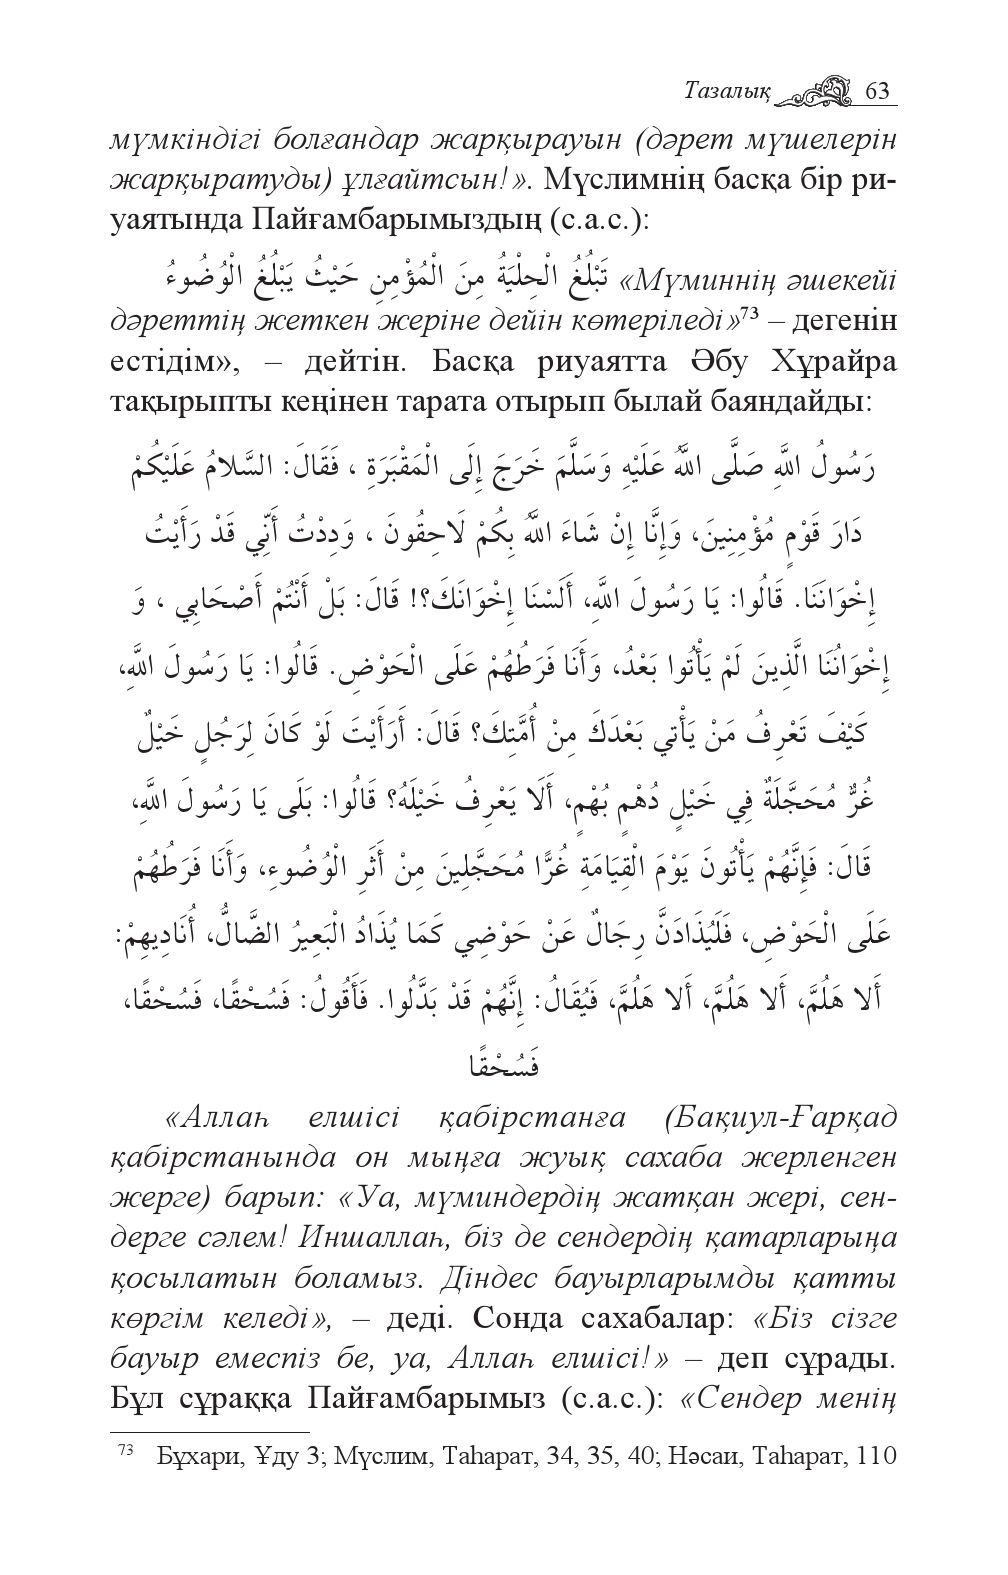 Тазалық 63
мүмкіндігі болғандар жарқырауын (дәрет мүшелерін
жарқыратуды) ұлғайтсын!». Мүслимнің басқа бір ри-
уаятында Пайғамбарымыздың (с.а.с.):
تَبْلُغُ الْحِلْيَةُ مِنَ الْمُؤْمِنِ حَيْثُ يَبْلُغُ الْوُضُوءُ «Мүминнің әшекейі
дәреттің жеткен жеріне дейін көтеріледі»73 – дегенін
естідім», – дейтін. Басқа риуаятта Әбу Хұрайра
тақырыпты кеңінен тарата отырып былай баяндайды:
رَسُولُ اللَّهِ صَلَّى اللَّهُ عَلَيْهِ وَسَلَّمَ خَرَجَ إِلَى الْمَقْبَرَةِ ، فَقَالَ: السَّلامُ عَلَيْكُمْ
دَارَ قَوْمٍ مُؤْمِنِينَ، وَإِنَّا إِنْ شَاءَ اللَّهُ بِكُمْ لَاحِقُونَ ، وَدِدْتُ أَنِّي قَدْ رَأَيْتُ
إِخْوَانَنَا. قَالُوا: يَا رَسُولَ اللَّهِ، أَلَسْنَا إِخْوَانَكَ؟! قَالَ: بَلْ أَنْتُمْ أَصْحَابِي ، وَ
إِخْوَانُنَا الَّذِينَ لَمْ يَأْتُوا بَعْدُ، وَأَنَا فَرَطُهُمْ عَلَى الْحَوْضِ. قَالُوا: يَا رَسُولَ اللَّهِ،
كَيْفَ تَعْرِفُ مَنْ يَأْتِي بَعْدَكَ مِنْ أُمَّتِكَ؟ قَالَ: أَرَأَيْتَ لَوْ كَانَ لِرَجُلٍ خَيْلٌ
غُرٌّ مُحَجَّلَةٌ فِي خَيْلٍ دُهْمٍ بُهْمٍ، أَلَا يَعْرِفُ خَيْلَهُ؟ قَالُوا: بَلَى يَا رَسُولَ اللَّهِ،
قَالَ: فَإِنَّهُمْ يَأْتُونَ يَوْمَ الْقِيَامَةِ غُرًّا مُحَجَّلِينَ مِنْ أَثَرِ الْوُضُوءِ، وَأَنَا فَرَطُهُمْ
عَلَى الْحَوْضِ، فَلَيُذَادَنَّ رِجَالٌ عَنْ حَوْضِي كَمَا يُذَادُ الْبَعِيرُ الضَّالُّ، أُنَادِيهِمْ:
أَلا هَلُمَّ، أَلا هَلُمَّ، أَلا هَلُمَّ، فَيُقَالُ: إِنَّهُمْ قَدْ بَدَّلُوا. فَأَقُولُ: فَسُحْقًا، فَسُحْقًا،
فَسُحْقًا
«Аллаһ елшісі қабірстанға (Бақиул-Ғарқад
қабірстанында он мыңға жуық сахаба жерленген
жерге) барып: «Уа, мүминдердің жатқан жері, сен-
дерге сәлем! Иншаллаһ, біз де сендердің қатарларыңа
қосылатын боламыз. Діндес бауырларымды қатты
көргім келеді», – деді. Сонда сахабалар: «Біз сізге
бауыр емеспіз бе, уа, Аллаһ елшісі!» – деп сұрады.
Бұл сұраққа Пайғамбарымыз (с.а.с.): «Сендер менің
73 Бұхари, Ұду 3; Мүслим, Таһарат, 34, 35, 40; Нәсаи, Таһарат, 110